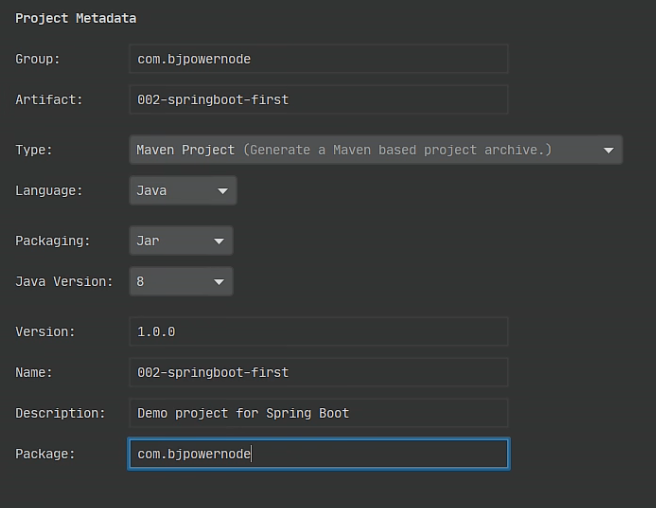 Project Metadata
Group: com.bjpowernode
Artifact: 002-springboot-first
Type: Maven Project (Generate a Maven based project archive.)
Language: Java
Packaging: Jar
Java Version: 8
Version: 1.0.0
Name: 002-springboot-first
Description: Demo project for Spring Boot
Package: com.bjpowernode